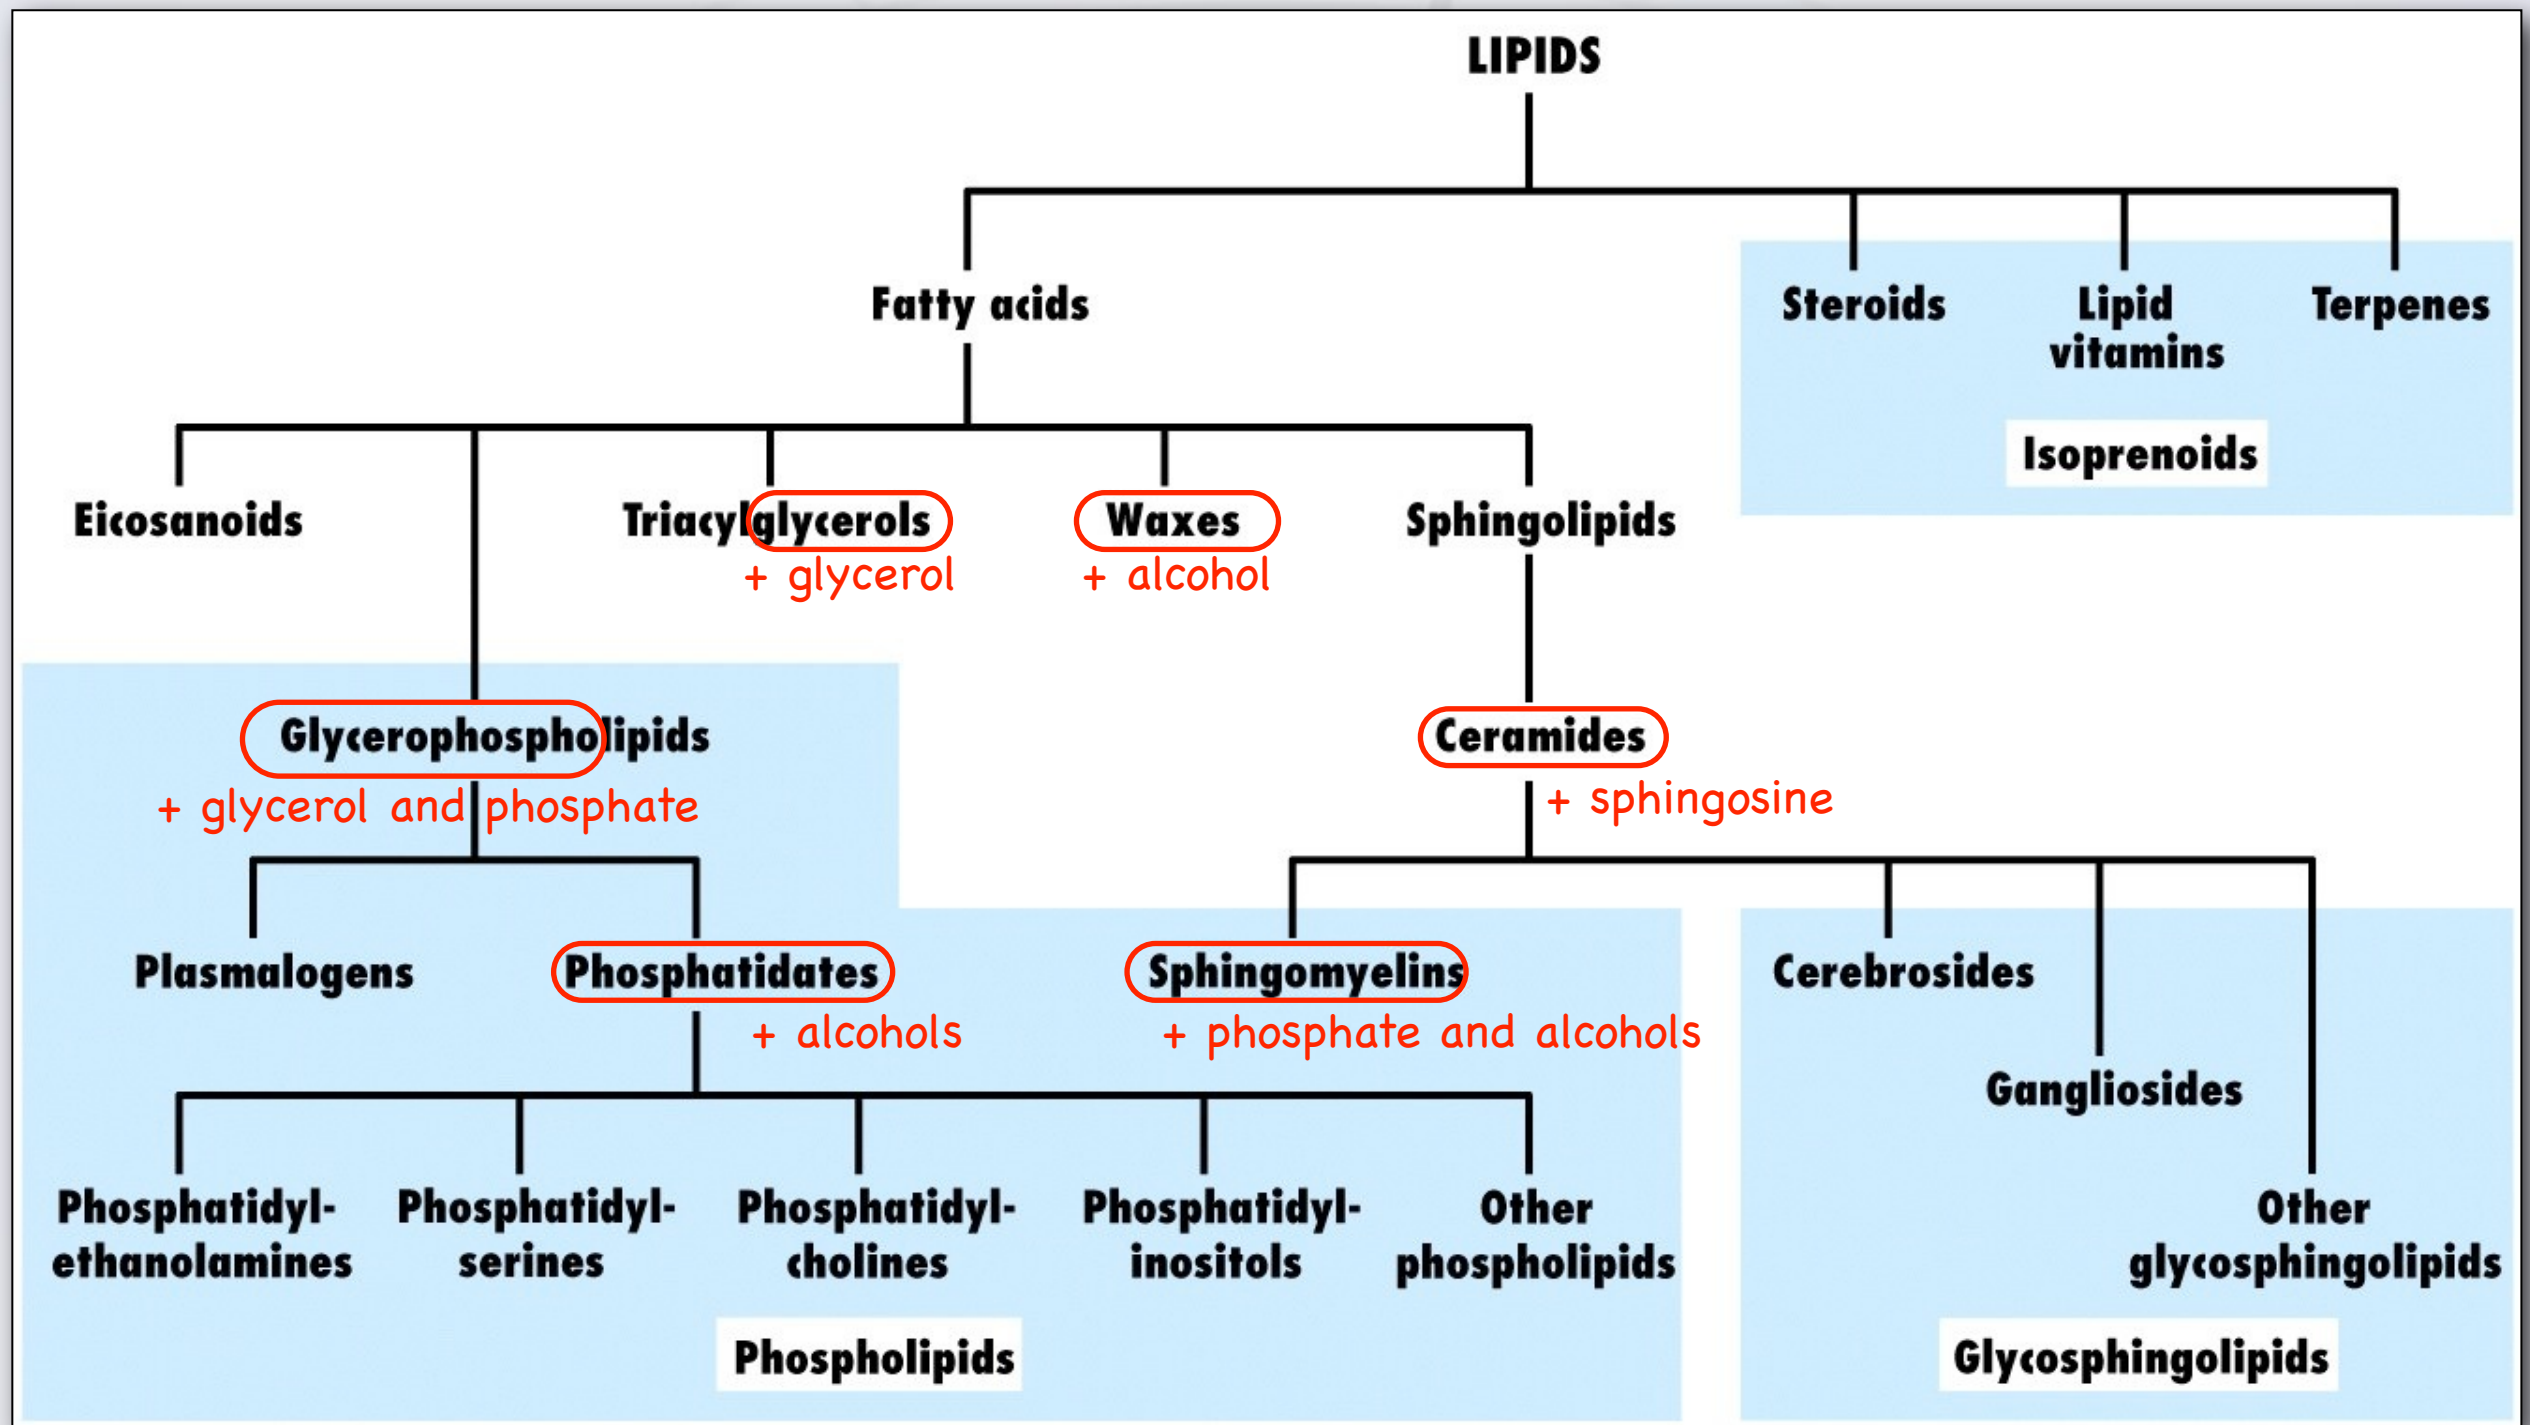 LIPIDS
Fatty acids
Steroids
Lipid
vitamins
Terpenes
Isoprenoids
Eicosanoids
Triacylglycerols
+ glycerol
Waxes
+ alcohol
Sphingolipids
Glycerophospholipids
+ glycerol and phosphate
Ceramides
+ sphingosine
Plasmalogens
Phosphatidates
+ alcohols
Sphingomyelins
+ phosphate and alcohols
Cerebrosides
Gangliosides
Phosphatidyl-
ethanolamines
Phosphatidyl-
serines
Phosphatidyl-
cholines
Phosphatidyl-
inositols
Other
phospholipids
Other
glycosphingolipids
Phospholipids
Glycosphingolipids